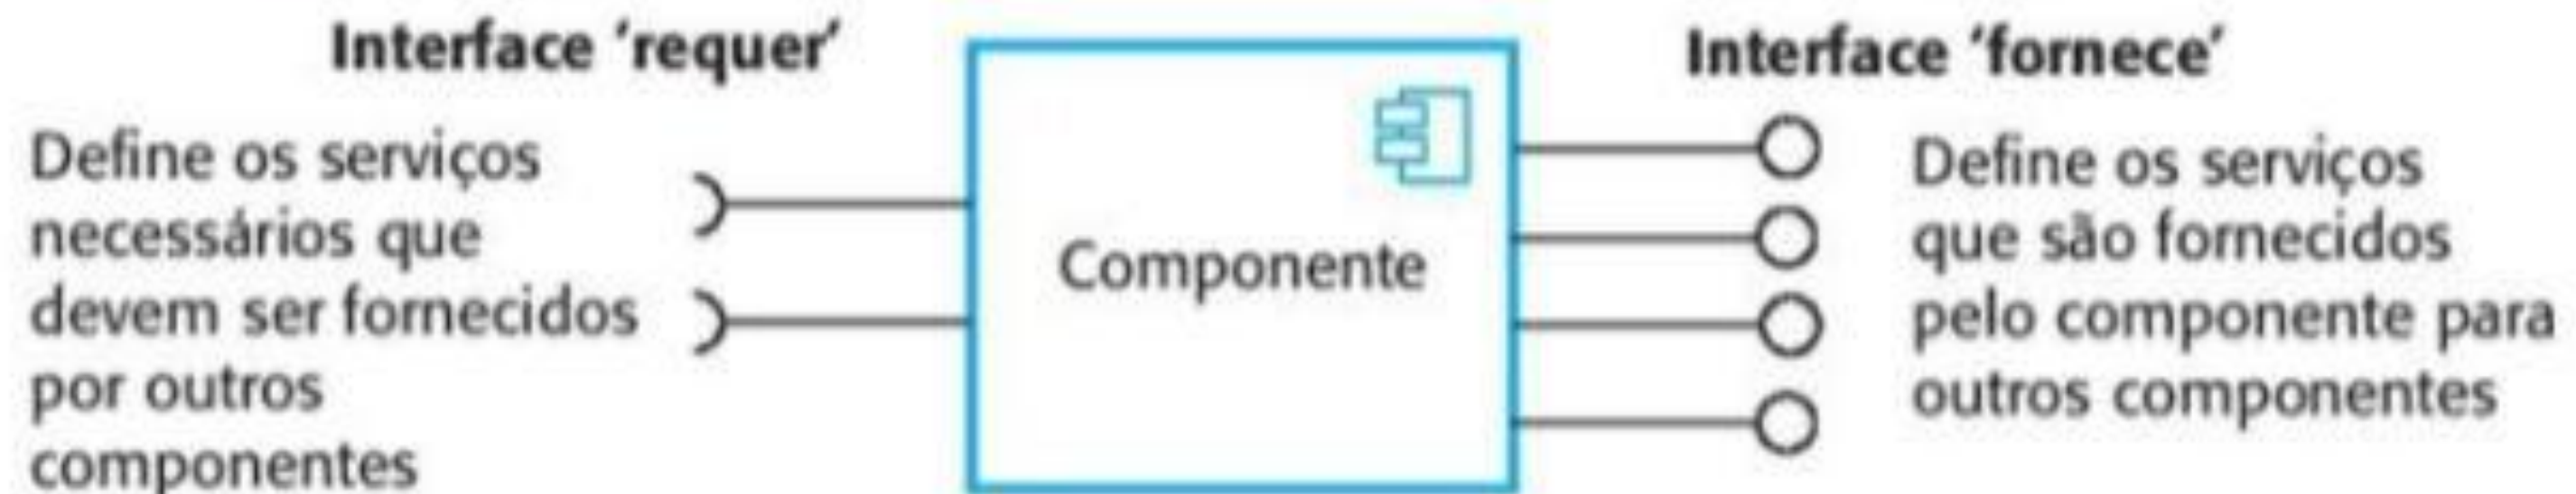 Interface ‘requer’
Define os serviços
necessários que
devem ser fornecidos
por outros
componentes
Componente
Interface ‘fornece’
Define os serviços
que são fornecidos
pelo componente para
outros componentes